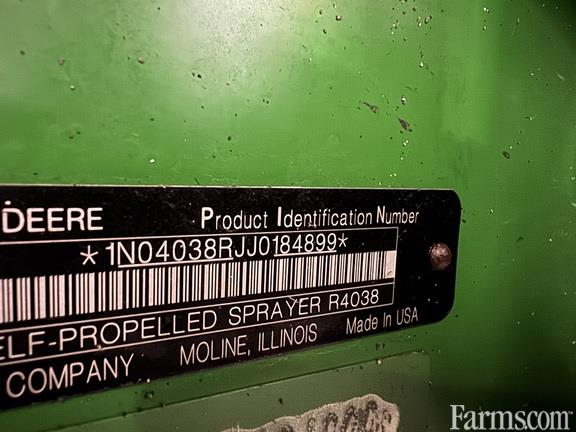 DEERE Product Identification Number
*1N04038RJJ0184899*
ELF-PROPELLED SPRAYER R4038
COMPANY MOLINE, ILLINOIS Made in USA
Farms.com